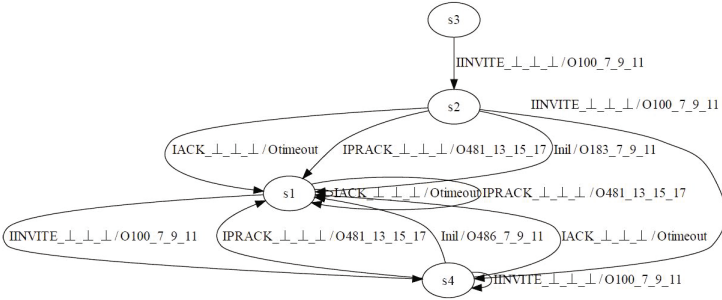 s3
IINVITE_⊥_⊥_⊥ / O100_7_9_11
s2
IINVITE_⊥_⊥_⊥ / O100_7_9_11
IACK_⊥_⊥_⊥ / Otimeout
IPRACK_⊥_⊥_⊥ / O481_13_15_17
Inil / O183_7_9_11
s1
IACK_⊥_⊥_⊥ / Otimeout
IPRACK_⊥_⊥_⊥ / O481_13_15_17
IINVITE_⊥_⊥_⊥ / O100_7_9_11
IPRACK_⊥_⊥_⊥ / O481_13_15_17
Inil / O486_7_9_11
IACK_⊥_⊥_⊥ / Otimeout
s4
IINVITE_⊥_⊥_⊥ / O100_7_9_11